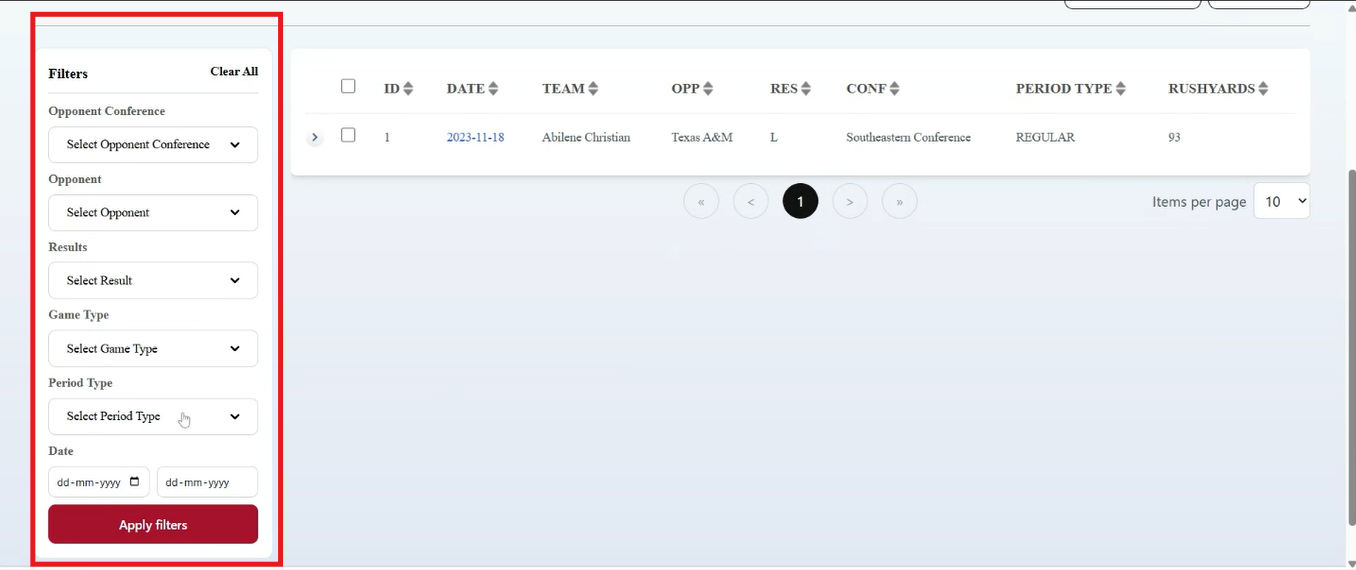 Filters
Clear All
Opponent Conference
Select Opponent Conference
Opponent
Select Opponent
Results
Select Result
Game Type
Select Game Type
Period Type
Select Period Type
Date
dd-mm-yyyy
dd-mm-yyyy
Apply filters
ID DATE TEAM OPP RES CONF PERIOD TYPE RUSHYARDS
1 2023-11-18 Abilene Christian Texas A&M L Southeastern Conference REGULAR 93
« < 1 > »
Items per page 10